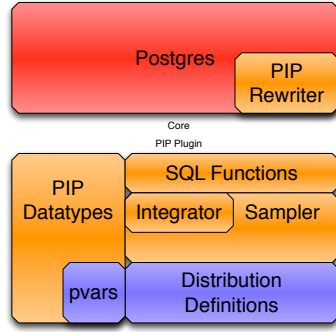 Postgres
PIP
Rewriter
Core
PIP Plugin
PIP
Datatypes
SQL Functions
Integrator
Sampler
pvars
Distribution
Definitions